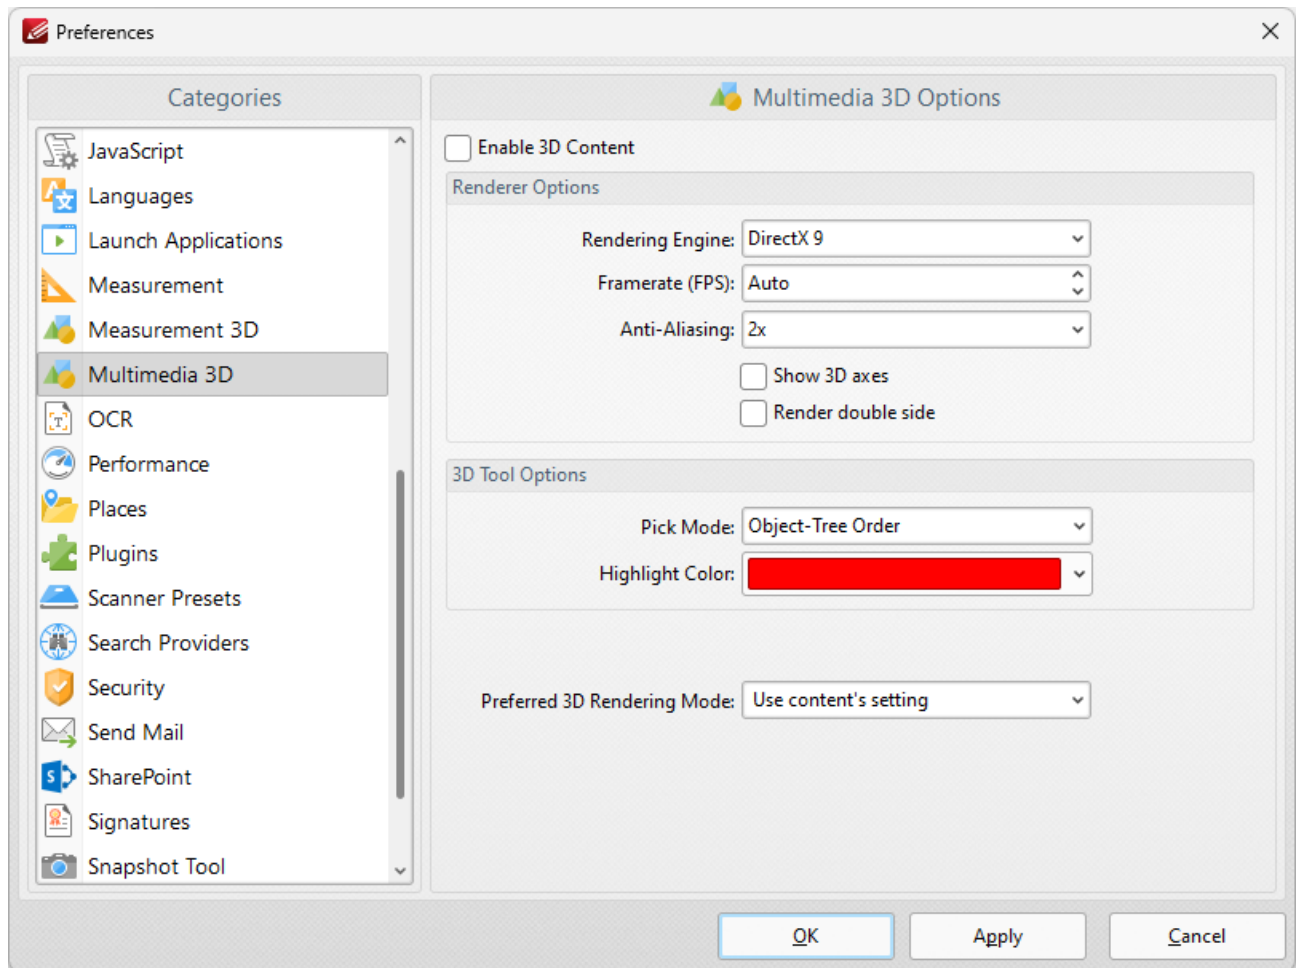 Preferences
Categories
JavaScript
Languages
Launch Applications
Measurement
Measurement 3D
Multimedia 3D
OCR
Performance
Places
Plugins
Scanner Presets
Search Providers
Security
Send Mail
SharePoint
Signatures
Snapshot Tool
Multimedia 3D Options
Enable 3D Content
Renderer Options
Rendering Engine: DirectX 9
Framerate (FPS): Auto
Anti-Aliasing: 2x
Show 3D axes
Render double side
3D Tool Options
Pick Mode: Object-Tree Order
Highlight Color:
Preferred 3D Rendering Mode: Use content's setting
OK Apply Cancel